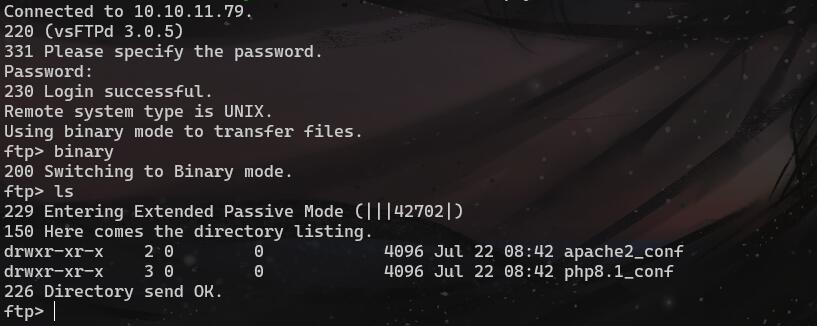 Connected to 10.10.11.79.
220 (vsFTPd 3.0.5)
331 Please specify the password.
Password:
230 Login successful.
Remote system type is UNIX.
Using binary mode to transfer files.
ftp> binary
200 Switching to Binary mode.
ftp> ls
229 Entering Extended Passive Mode (|||42702|)
150 Here comes the directory listing.
drwxr-xr-x    2 0        0            4096 Jul 22 08:42 apache2_conf
drwxr-xr-x    3 0        0            4096 Jul 22 08:42 php8.1_conf
226 Directory send OK.
ftp>